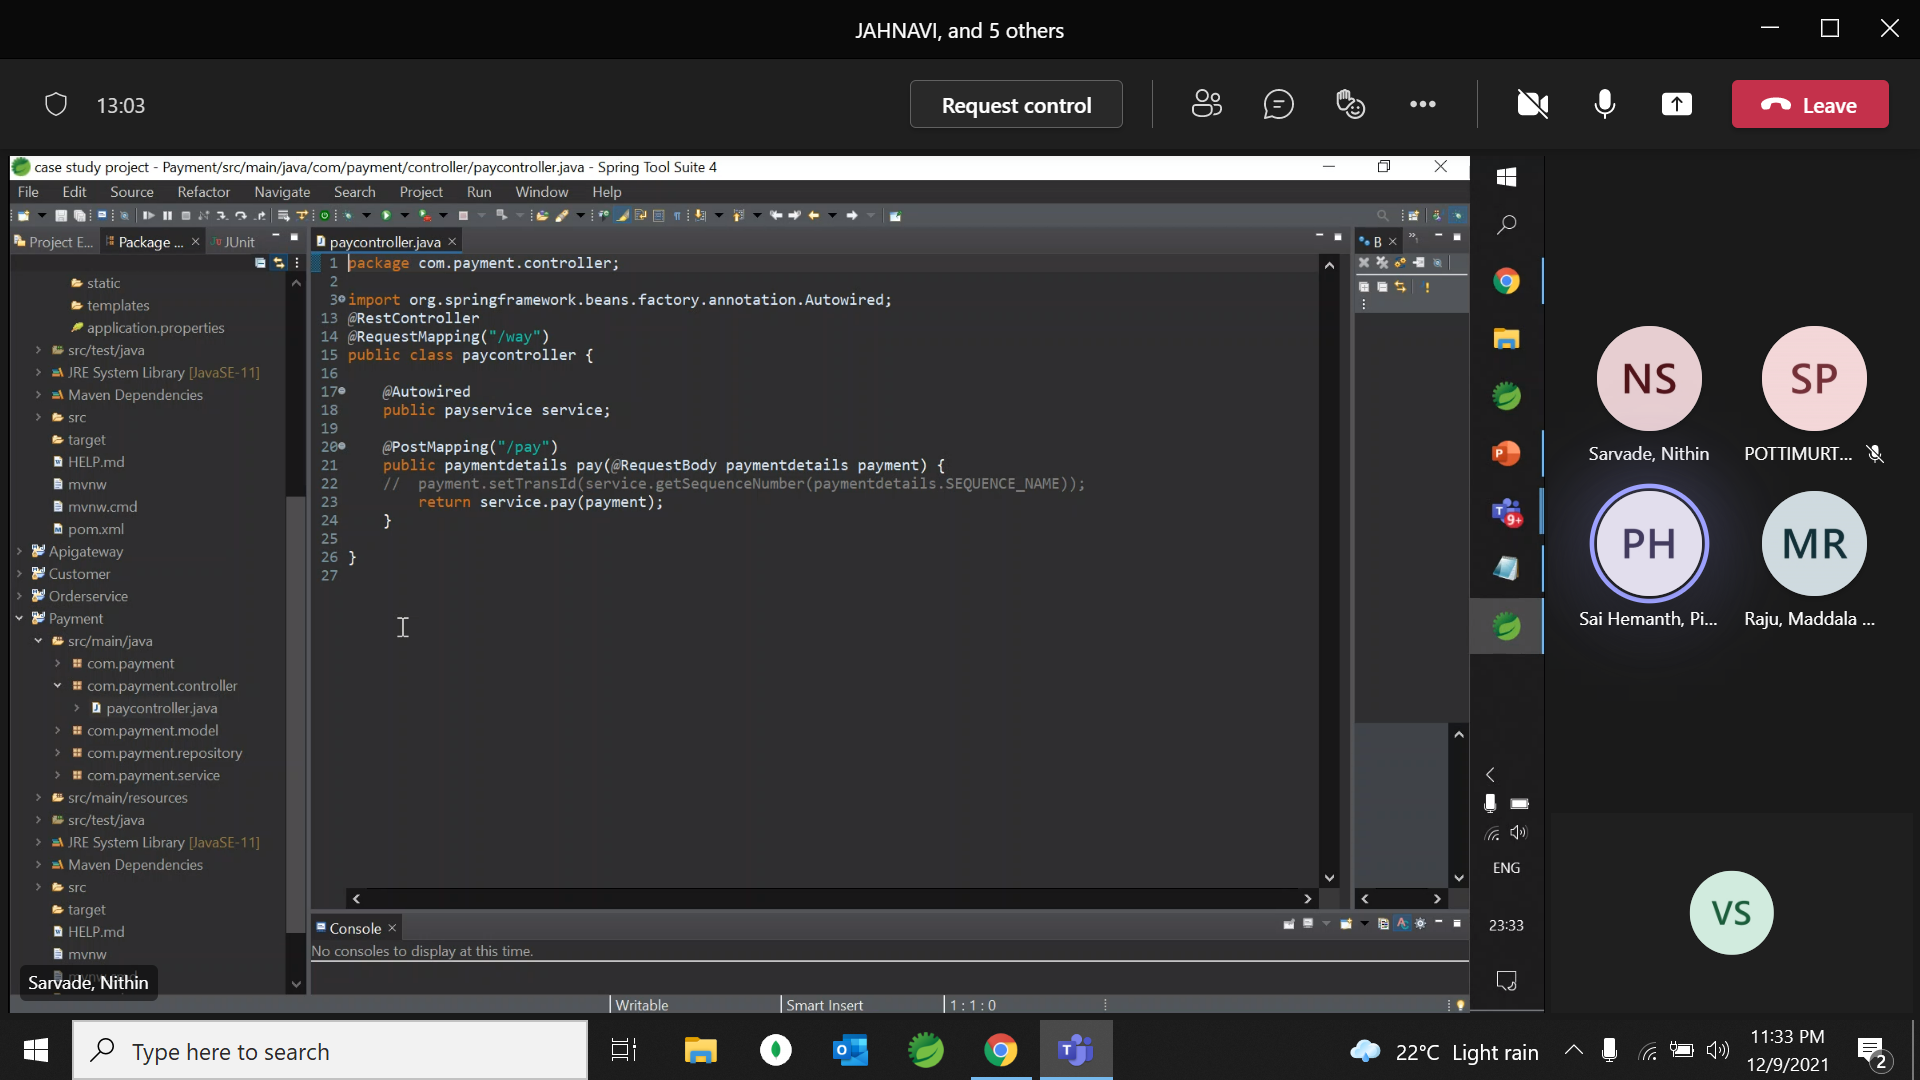 JAHNAVI, and 5 others
13:03
Request control
Leave
case study project - Payment/src/main/java/com/payment/controller/paycontroller.java - Spring Tool Suite 4
File Edit Source Refactor Navigate Search Project Run Window Help
Project E... Package ... JUnit
paycontroller.java
B
static
templates
application.properties
src/test/java
JRE System Library [JavaSE-11]
Maven Dependencies
src
target
HELP.md
mvnw
mvnw.cmd
pom.xml
Apigateway
Customer
Orderservice
Payment
src/main/java
com.payment
com.payment.controller
paycontroller.java
com.payment.model
com.payment.repository
com.payment.service
src/main/resources
src/test/java
JRE System Library [JavaSE-11]
Maven Dependencies
src
target
HELP.md
mvnw
Sarvade, Nithin
1 package com.payment.controller;
2
3 import org.springframework.beans.factory.annotation.Autowired;
13 @RestController
14 @RequestMapping("/way")
15 public class paycontroller {
16
17 @Autowired
18 public payservice service;
19
20 @PostMapping("/pay")
21 public paymentdetails pay(@RequestBody paymentdetails payment) {
22 // payment.setTransId(service.getSequenceNumber(paymentdetails.SEQUENCE_NAME));
23 return service.pay(payment);
24 }
25
26 }
27
Console
No consoles to display at this time.
Writable Smart Insert 1 : 1 : 0
9+
ENG
23:33
NS
Sarvade, Nithin
SP
POTTIMURT...
PH
Sai Hemanth, Pi...
MR
Raju, Maddala ...
VS
Type here to search
22°C Light rain
11:33 PM
12/9/2021
2